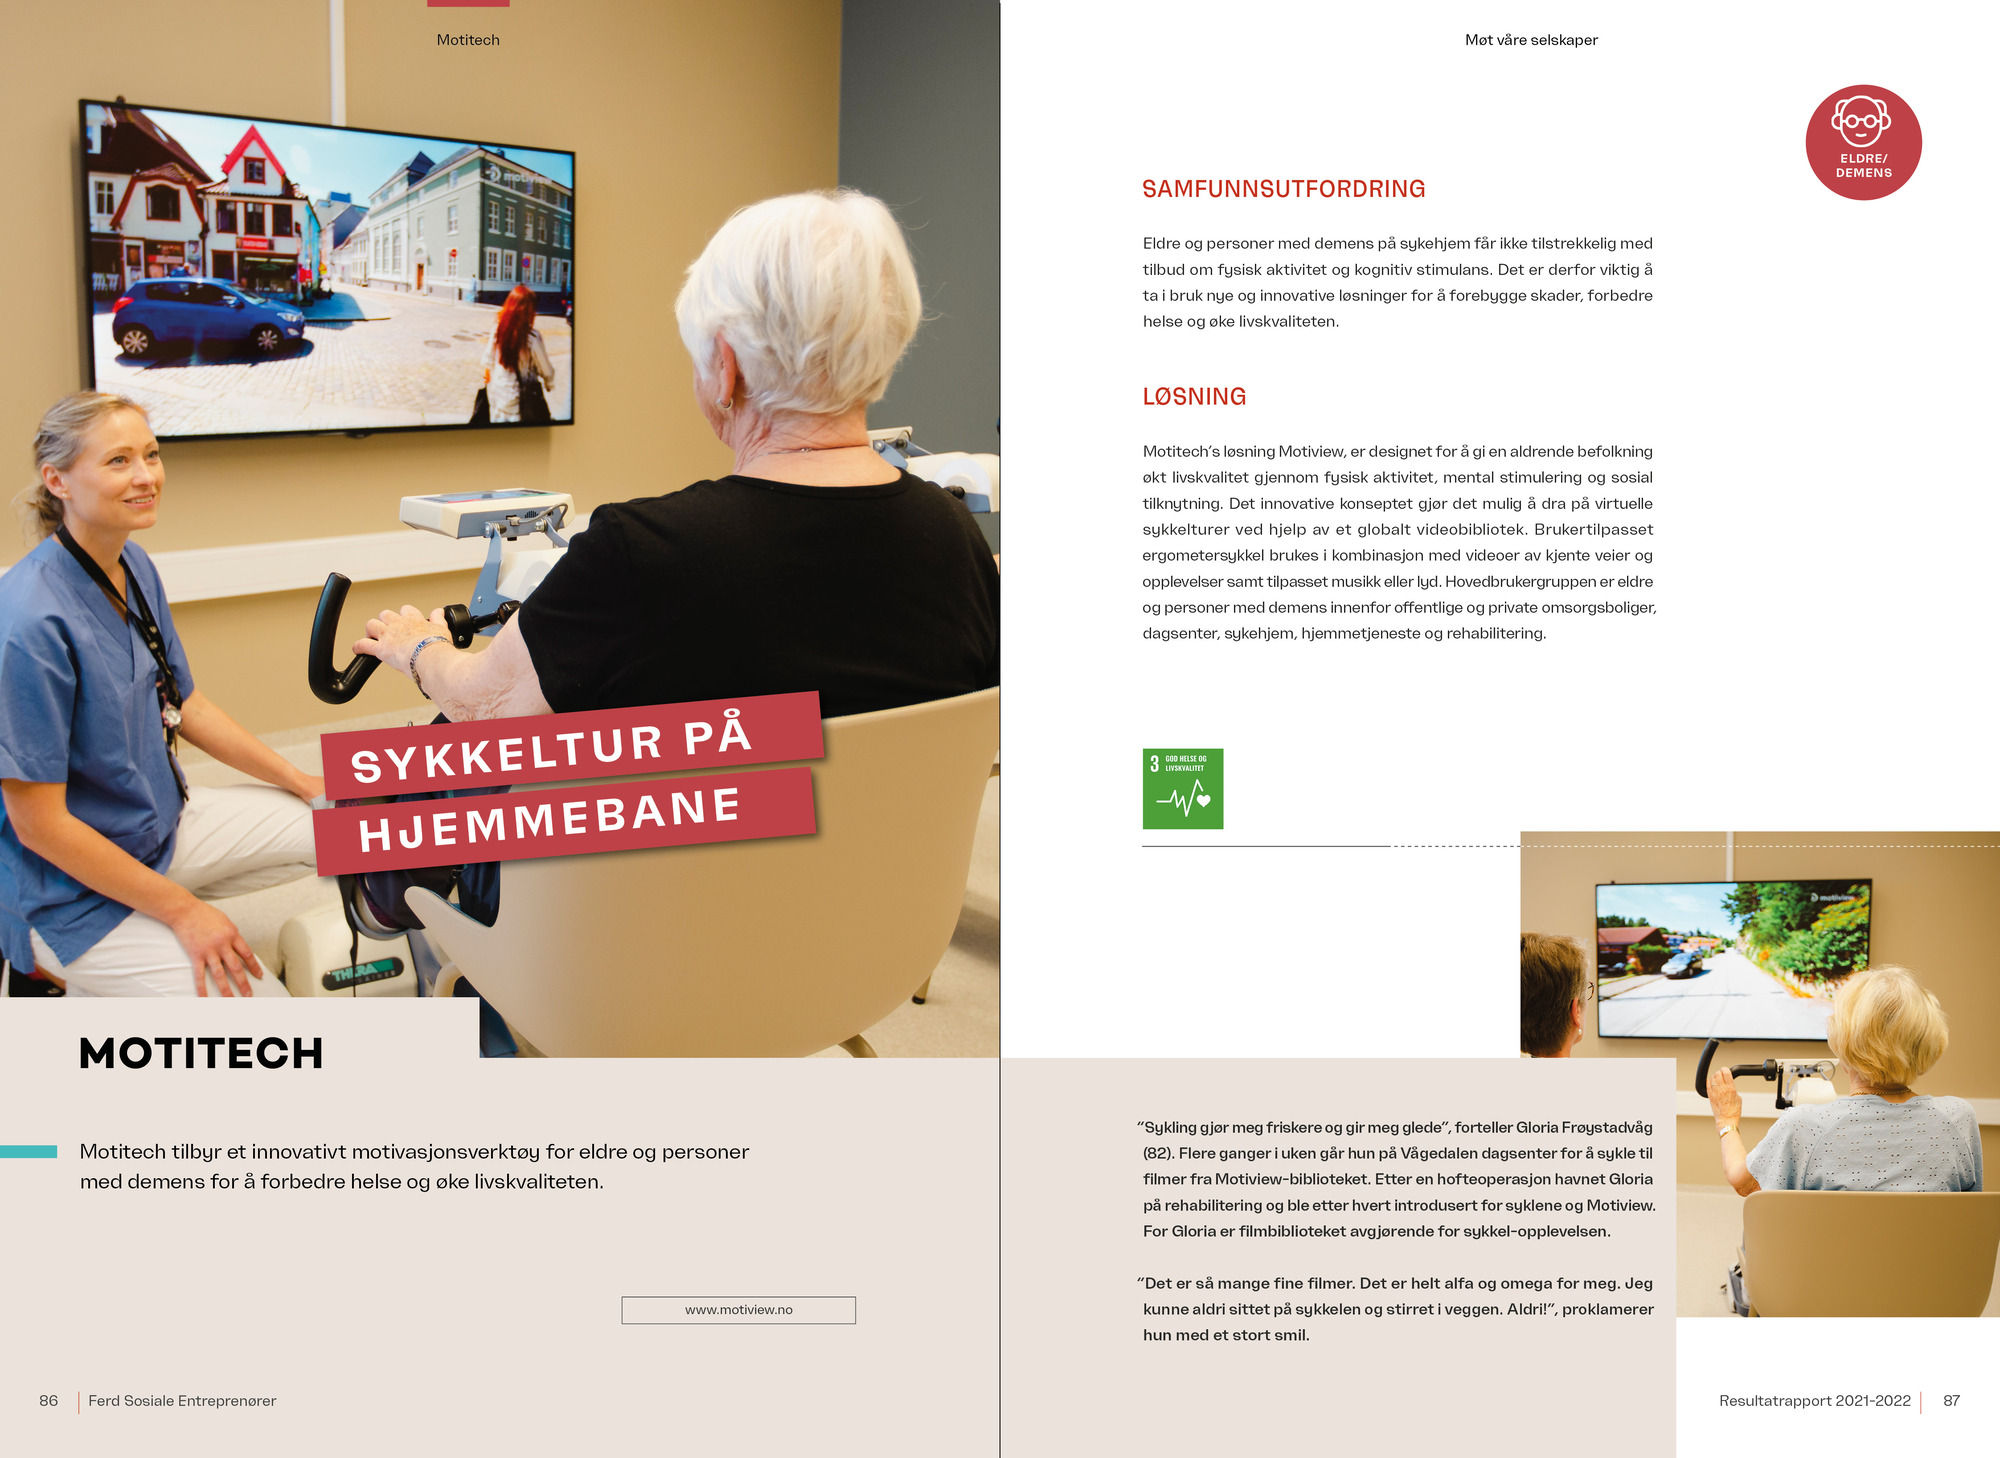 Motitech
motiview
SYKKELTUR PÅ
HJEMMEBANE
THERA
MOTITECH
Motitech tilbyr et innovativt motivasjonsverktøy for eldre og personer
med demens for å forbedre helse og øke livskvaliteten.
www.motiview.no
86
Ferd Sosiale Entreprenører
Møt våre selskaper
ELDRE/
DEMENS
SAMFUNNSUTFORDRING
Eldre og personer med demens på sykehjem får ikke tilstrekkelig med
tilbud om fysisk aktivitet og kognitiv stimulans. Det er derfor viktig å
ta i bruk nye og innovative løsninger for å forebygge skader, forbedre
helse og øke livskvaliteten.
LØSNING
Motitech’s løsning Motiview, er designet for å gi en aldrende befolkning
økt livskvalitet gjennom fysisk aktivitet, mental stimulering og sosial
tilknytning. Det innovative konseptet gjør det mulig å dra på virtuelle
sykkelturer ved hjelp av et globalt videobibliotek. Brukertilpasset
ergometersykkel brukes i kombinasjon med videoer av kjente veier og
opplevelser samt tilpasset musikk eller lyd. Hovedbrukergruppen er eldre
og personer med demens innenfor offentlige og private omsorgsboliger,
dagsenter, sykehjem, hjemmetjeneste og rehabilitering.
3 GOD HELSE OG
LIVSKVALITET
motiview
“Sykling gjør meg friskere og gir meg glede”, forteller Gloria Frøystadvåg
(82). Flere ganger i uken går hun på Vågedalen dagsenter for å sykle til
filmer fra Motiview-biblioteket. Etter en hofteoperasjon havnet Gloria
på rehabilitering og ble etter hvert introdusert for syklene og Motiview.
For Gloria er filmbiblioteket avgjørende for sykkel-opplevelsen.
“Det er så mange fine filmer. Det er helt alfa og omega for meg. Jeg
kunne aldri sittet på sykkelen og stirret i veggen. Aldri!”, proklamerer
hun med et stort smil.
Resultatrapport 2021-2022
87